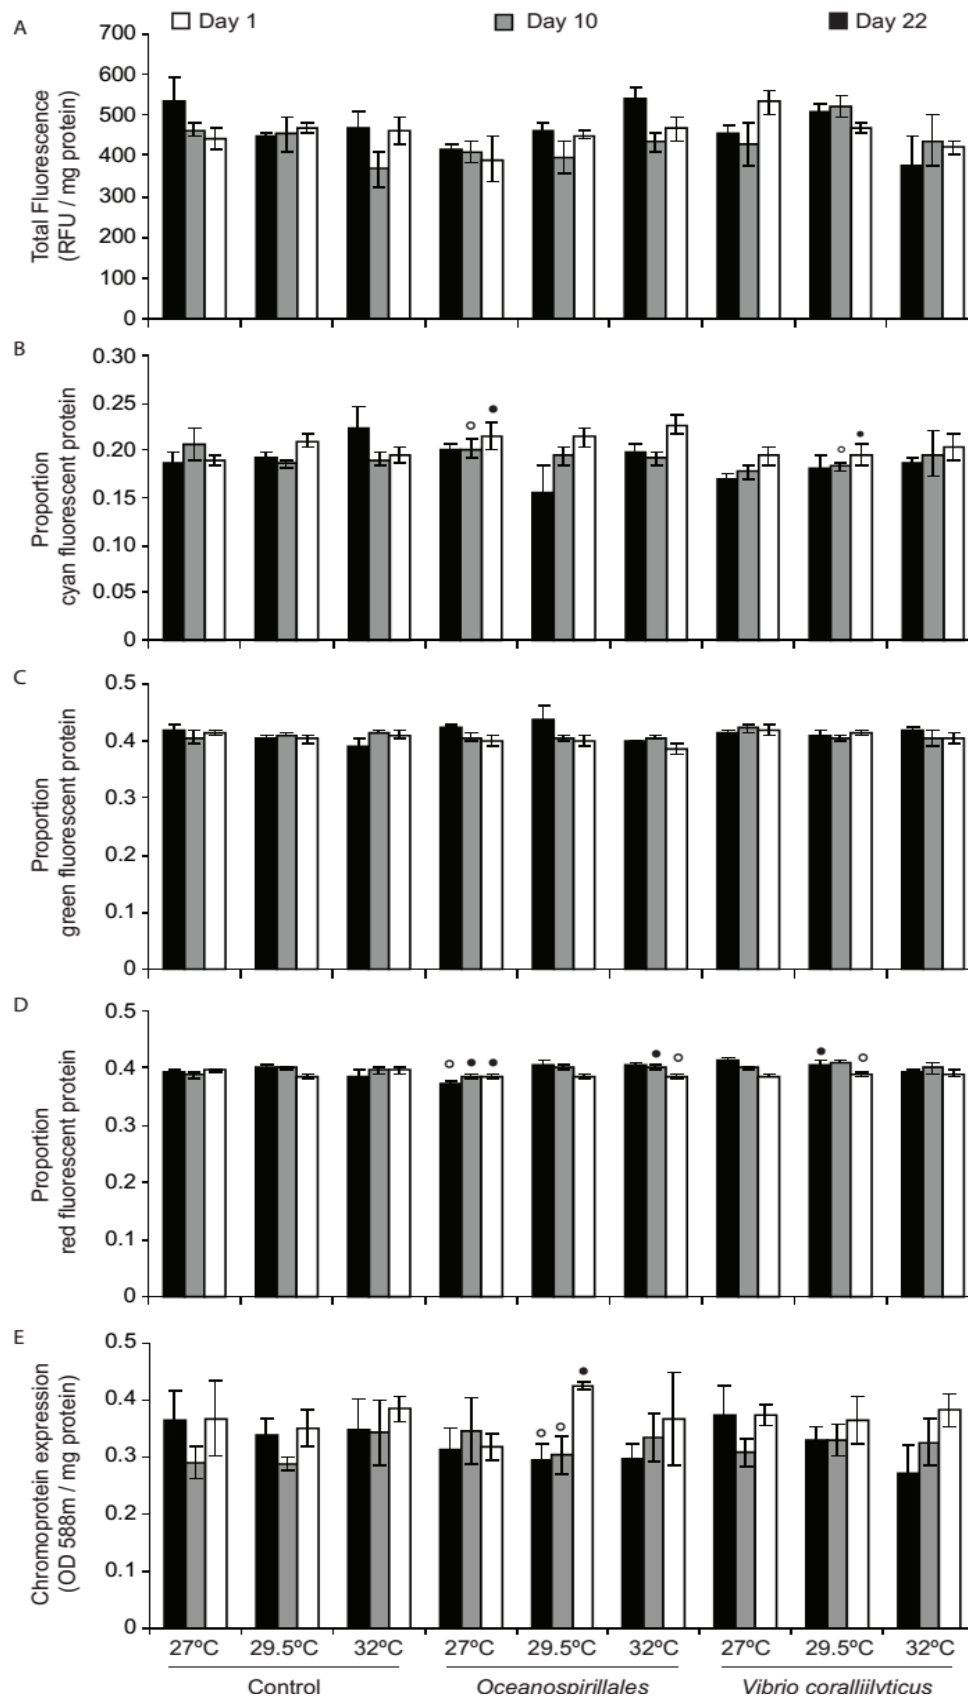 A
Day 1
Day 10
Day 22
Total Fluorescence
(RFU / mg protein)
700
600
500
400
300
200
100
0
B
Proportion
cyan fluorescent protein
0.30
0.25
0.20
0.15
0.10
0.05
0
C
Proportion
green fluorescent protein
0.5
0.4
0.3
0.2
0.1
0
D
Proportion
red fluorescent protein
0.5
0.4
0.3
0.2
0.1
0
E
Chromoprotein expression
(OD 588m / mg protein)
0.5
0.4
0.3
0.2
0.1
0
27ºC 29.5ºC 32ºC 27ºC 29.5ºC 32ºC 27ºC 29.5ºC 32ºC
Control Oceanospirillales Vibrio coralliilyticus